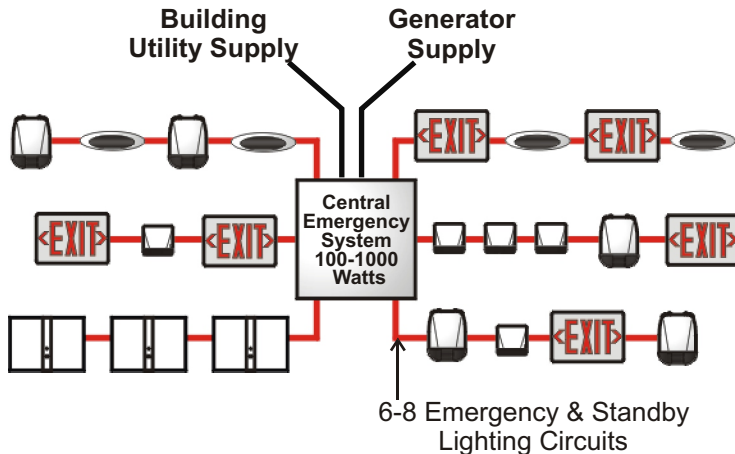 Building
Utility Supply
Generator
Supply
EXIT
EXIT
Central
Emergency
System
100-1000
Watts
EXIT
EXIT
EXIT
EXIT
6-8 Emergency & Standby
Lighting Circuits